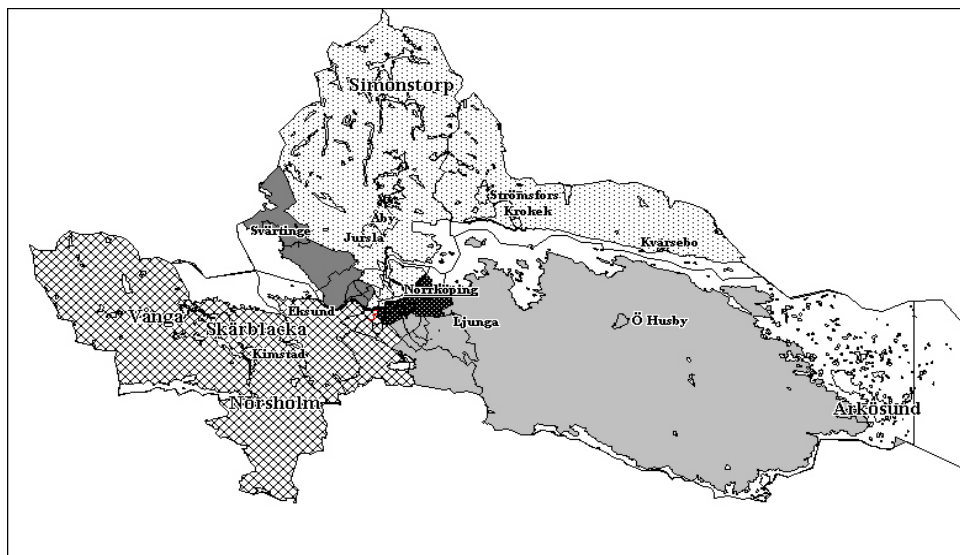 Simonstorp
Strömsfors
Krokek
Åby
Jursla
Svärtinge
Kvarsebo
Norrköping
Eksund
Vånga
Skärblacka
Ljunga
Ö Husby
Kimstad
Norsholm
Arkösund